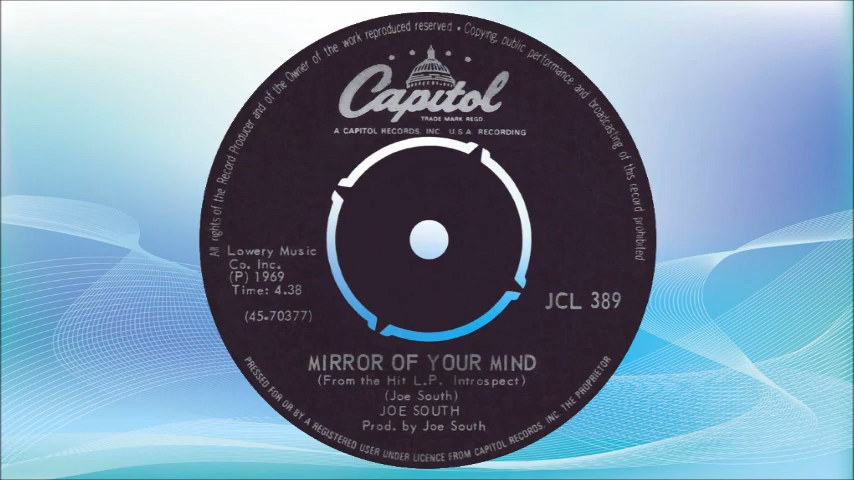 All rights of the Record Producer and of the Owner of the work reproduced reserved • Copying, public performance and broadcasting of this record prohibited
Capitol
TRADE MARK REGD.
A CAPITOL RECORDS, INC. U.S.A. RECORDING
Lowery Music
Co. Inc.
(P) 1969
Time: 4.38
(45-70377)
JCL 389
MIRROR OF YOUR MIND
(From the Hit L.P. Introspect)
(Joe South)
JOE SOUTH
Prod. by Joe South
PRESSED FOR OR BY A REGISTERED USER UNDER LICENCE FROM CAPITOL RECORDS, INC. THE PROPRIETOR